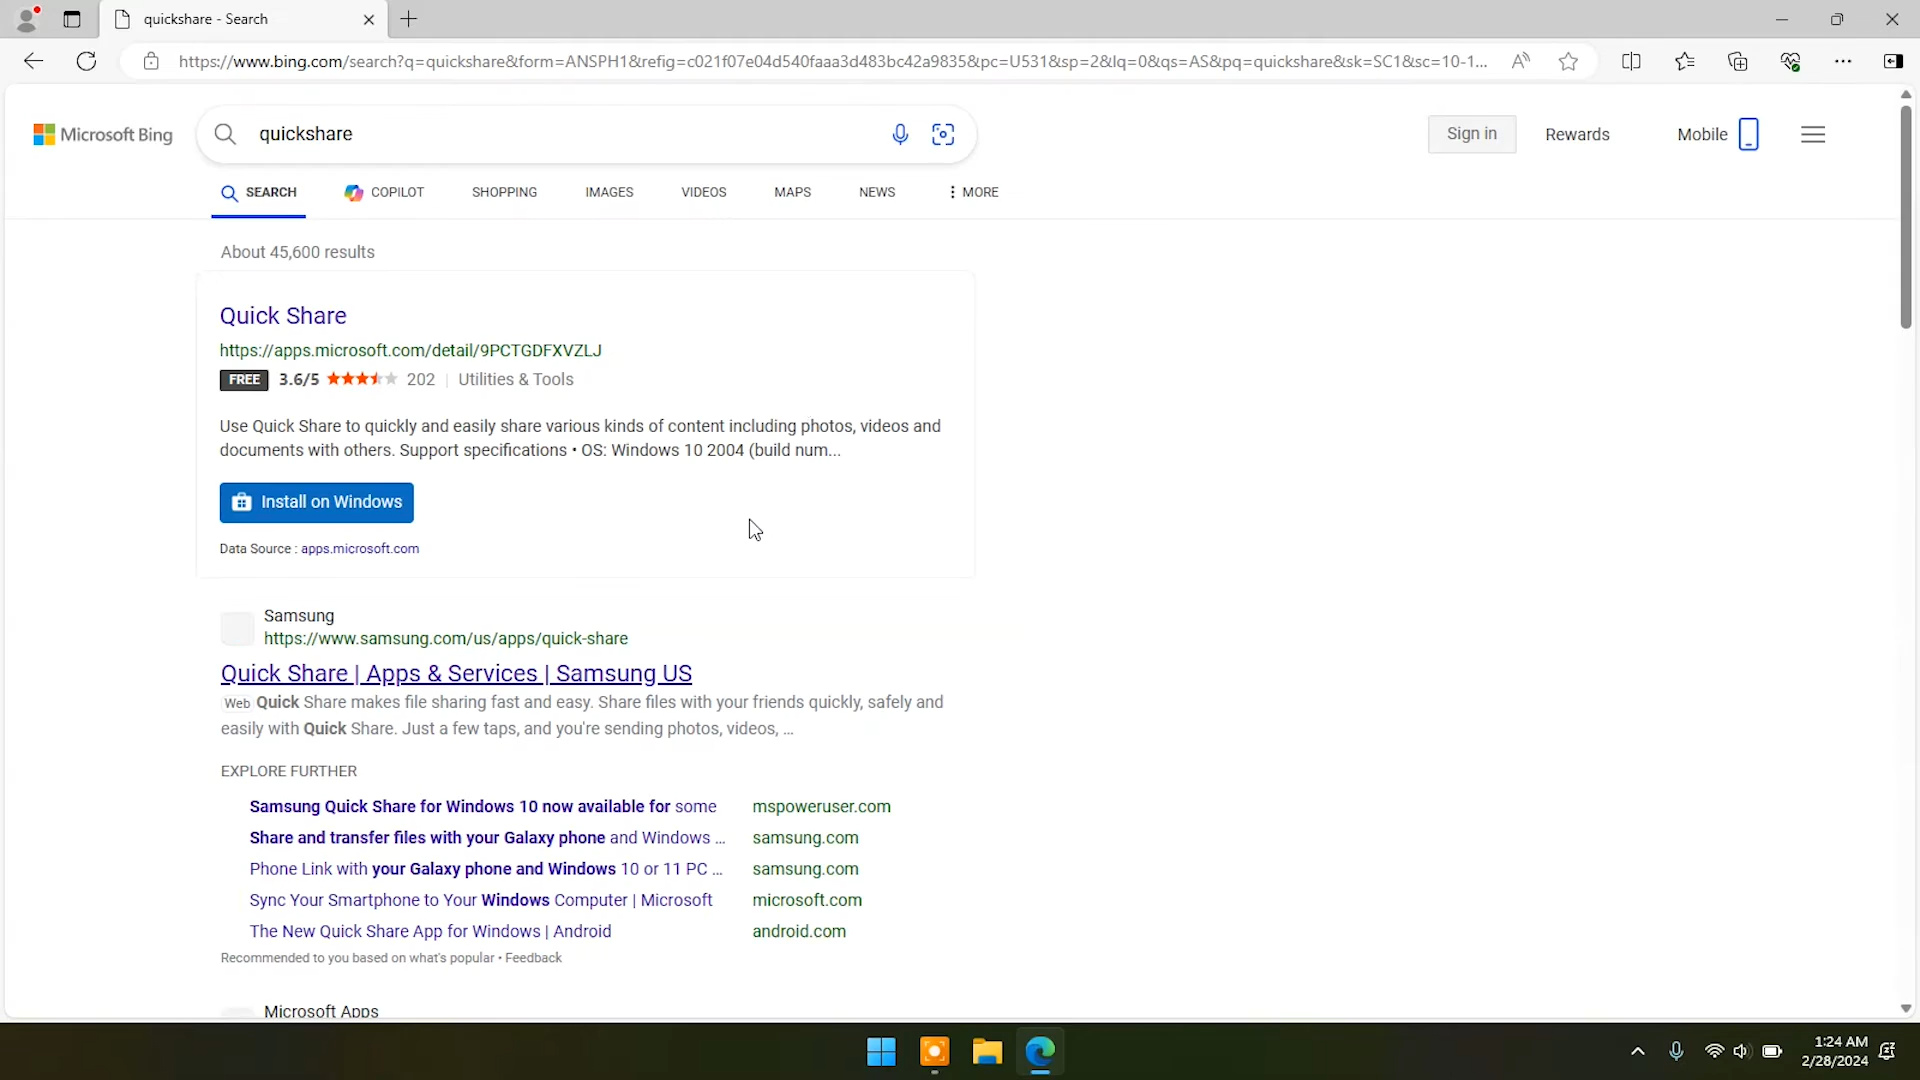 quickshare - Search
https://www.bing.com/search?q=quickshare&form=ANSPH1&refig=c021f07e04d540faaa3d483bc42a9835&pc=U531&sp=2&lq=0&qs=AS&pq=quickshare&sk=SC1&sc=10-1...
Microsoft Bing
quickshare
Sign in
Rewards
Mobile
SEARCH
COPILOT
SHOPPING
IMAGES
VIDEOS
MAPS
NEWS
MORE
About 45,600 results
Quick Share
https://apps.microsoft.com/detail/9PCTGDFXVZLJ
FREE 3.6/5 202 | Utilities & Tools
Use Quick Share to quickly and easily share various kinds of content including photos, videos and
documents with others. Support specifications • OS: Windows 10 2004 (build num...
Install on Windows
Data Source : apps.microsoft.com
Samsung
https://www.samsung.com/us/apps/quick-share
Quick Share | Apps & Services | Samsung US
Web Quick Share makes file sharing fast and easy. Share files with your friends quickly, safely and
easily with Quick Share. Just a few taps, and you're sending photos, videos, ...
EXPLORE FURTHER
Samsung Quick Share for Windows 10 now available for some mspoweruser.com
Share and transfer files with your Galaxy phone and Windows ... samsung.com
Phone Link with your Galaxy phone and Windows 10 or 11 PC ... samsung.com
Sync Your Smartphone to Your Windows Computer | Microsoft microsoft.com
The New Quick Share App for Windows | Android android.com
Recommended to you based on what's popular • Feedback
Microsoft Apps
1:24 AM
2/28/2024